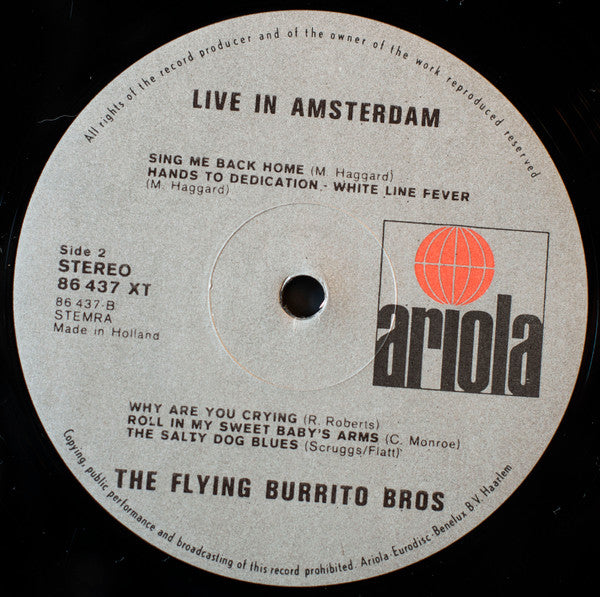 All rights of the record producer and of the owner of the work reproduced reserved.
LIVE IN AMSTERDAM
SING ME BACK HOME (M. Haggard)
HANDS TO DEDICATION - WHITE LINE FEVER
(M. Haggard)
Side 2
STEREO
86 437 XT
86 437-B
STEMRA
Made in Holland
ariola
WHY ARE YOU CRYING (R. Roberts)
ROLL IN MY SWEET BABY'S ARMS (C. Monroe)
THE SALTY DOG BLUES (Scruggs/Flatt)
THE FLYING BURRITO BROS
Copying, public performance and broadcasting of this record prohibited. Ariola-Eurodisc-Benelux B.V. Haarlem